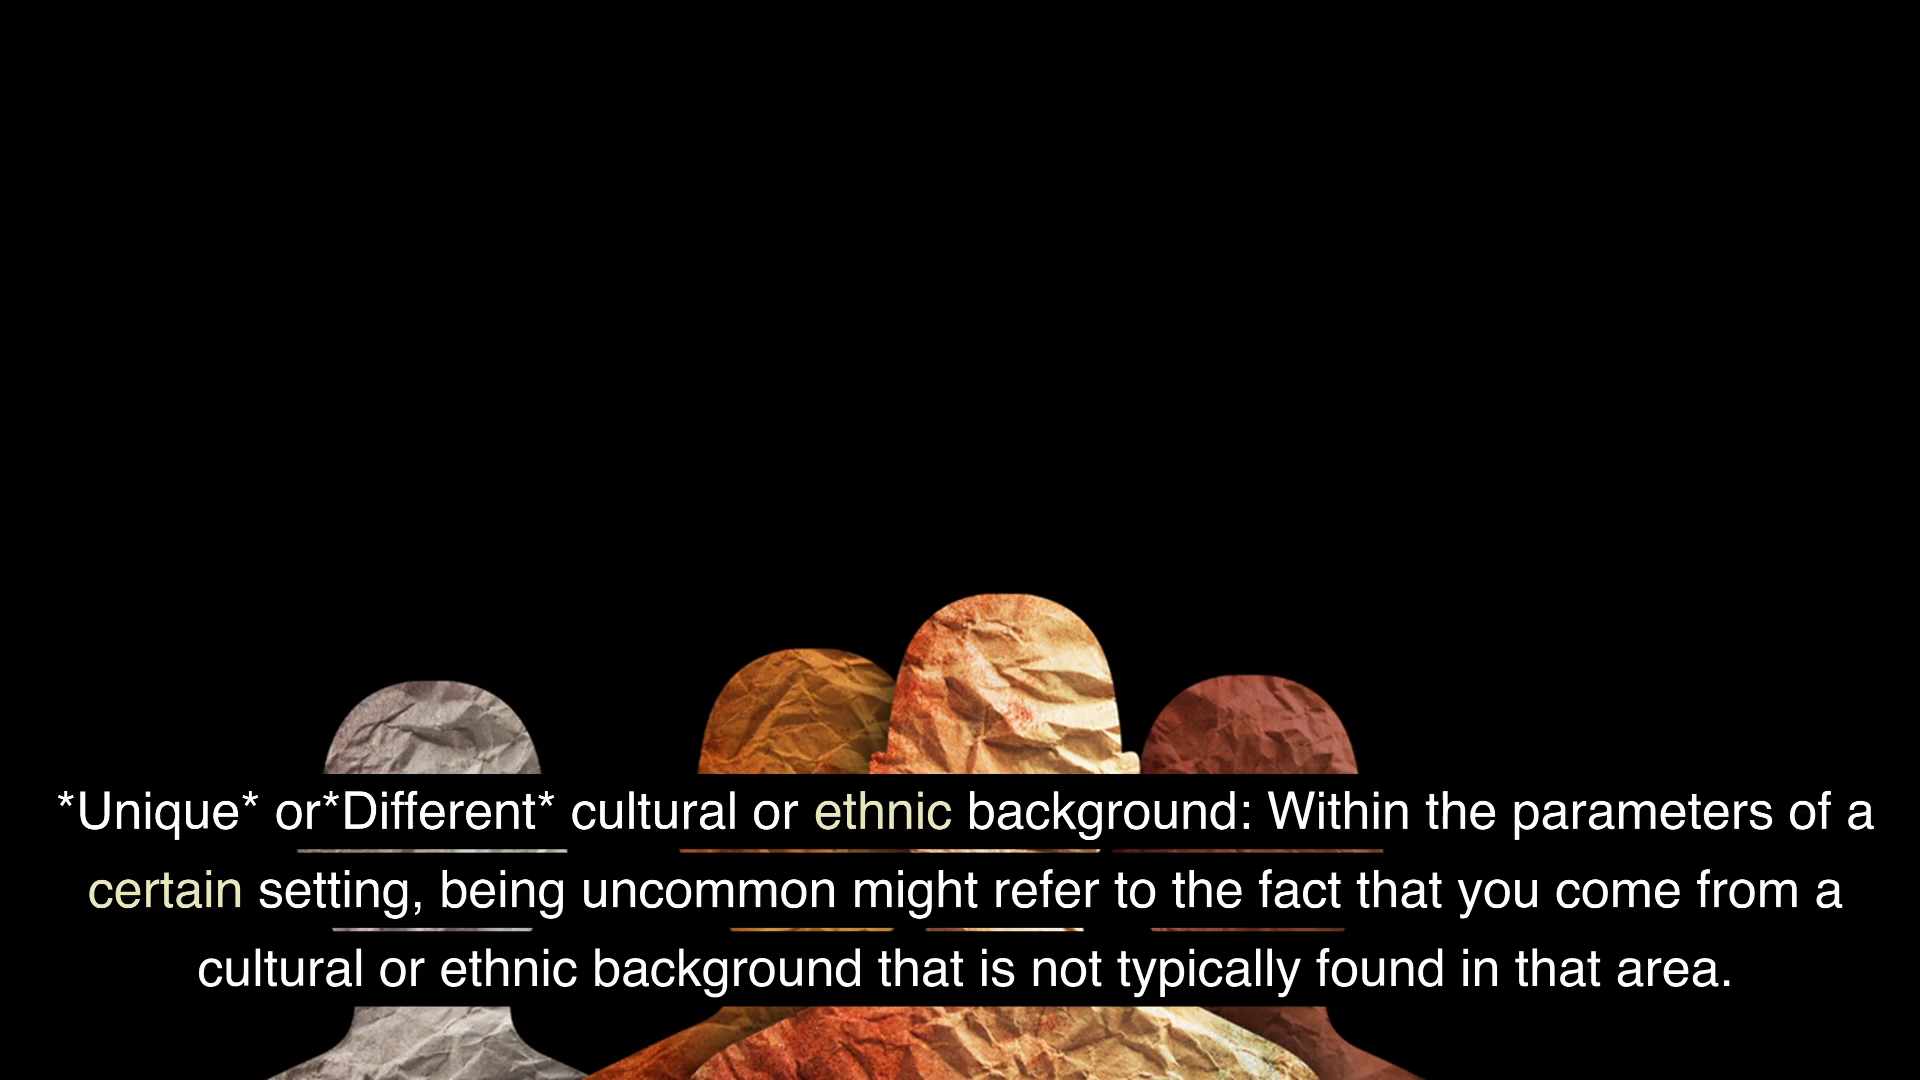 *Unique* or*Different* cultural or ethnic background: Within the parameters of a
certain setting, being uncommon might refer to the fact that you come from a
cultural or ethnic background that is not typically found in that area.